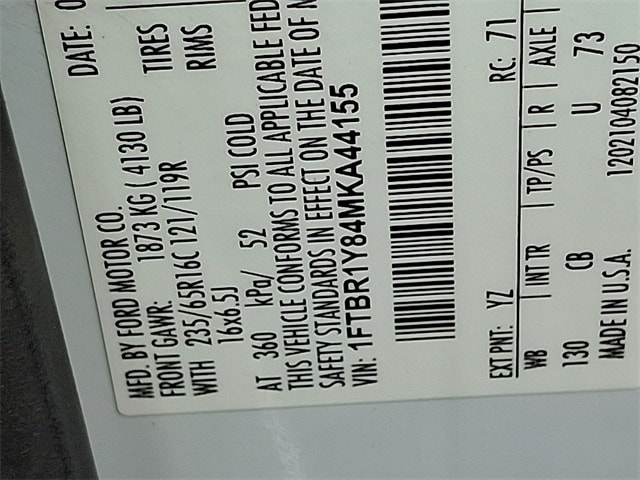 MFD. BY FORD MOTOR CO. DATE: 0
FRONT GAWR: 1873 KG ( 4130 LB)
WITH 235/65R16C 121/119R TIRES
16x6.5J RIMS
AT 360 kPa/ 52 PSI COLD
THIS VEHICLE CONFORMS TO ALL APPLICABLE FED
SAFETY STANDARDS IN EFFECT ON THE DATE OF
VIN: 1FTBR1Y84MKA44155
EXT PNT: YZ RC: 71
WB | INT TR | TP/PS | R | AXLE |
130 CB U 73
MADE IN U.S.A. 1202104082150